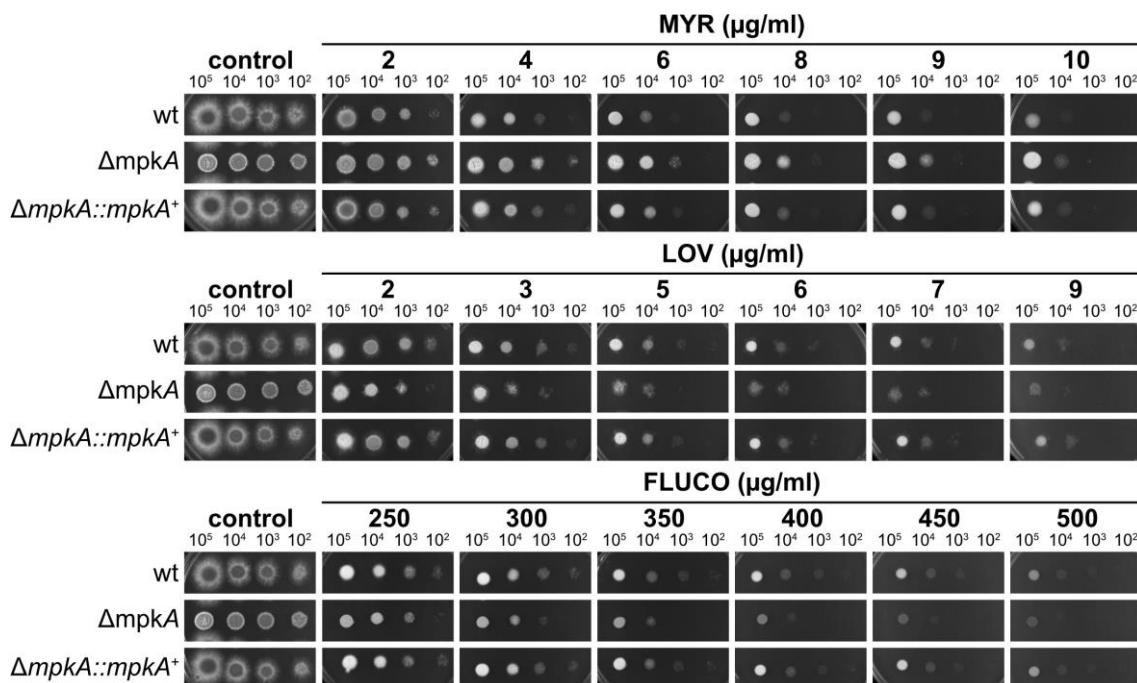 MYR (µg/ml)
control 2 4 6 8 9 10
10⁵ 10⁴ 10³ 10² 10⁵ 10⁴ 10³ 10² 10⁵ 10⁴ 10³ 10² 10⁵ 10⁴ 10³ 10² 10⁵ 10⁴ 10³ 10² 10⁵ 10⁴ 10³ 10² 10⁵ 10⁴ 10³ 10²
wt
ΔmpkA
ΔmpkA::mpkA⁺
LOV (µg/ml)
control 2 3 5 6 7 9
10⁵ 10⁴ 10³ 10² 10⁵ 10⁴ 10³ 10² 10⁵ 10⁴ 10³ 10² 10⁵ 10⁴ 10³ 10² 10⁵ 10⁴ 10³ 10² 10⁵ 10⁴ 10³ 10² 10⁵ 10⁴ 10³ 10²
wt
ΔmpkA
ΔmpkA::mpkA⁺
FLUCO (µg/ml)
control 250 300 350 400 450 500
10⁵ 10⁴ 10³ 10² 10⁵ 10⁴ 10³ 10² 10⁵ 10⁴ 10³ 10² 10⁵ 10⁴ 10³ 10² 10⁵ 10⁴ 10³ 10² 10⁵ 10⁴ 10³ 10² 10⁵ 10⁴ 10³ 10²
wt
ΔmpkA
ΔmpkA::mpkA⁺